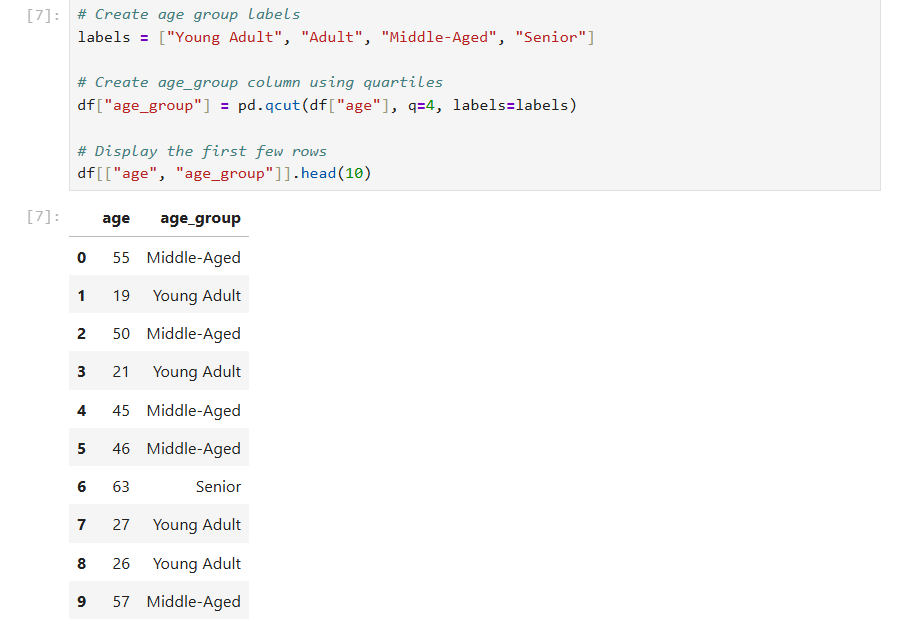 [7]: # Create age group labels
labels = ["Young Adult", "Adult", "Middle-Aged", "Senior"]
# Create age_group column using quartiles
df["age_group"] = pd.qcut(df["age"], q=4, labels=labels)
# Display the first few rows
df[["age", "age_group"]].head(10)
[7]: age age_group
0 55 Middle-Aged
1 19 Young Adult
2 50 Middle-Aged
3 21 Young Adult
4 45 Middle-Aged
5 46 Middle-Aged
6 63 Senior
7 27 Young Adult
8 26 Young Adult
9 57 Middle-Aged